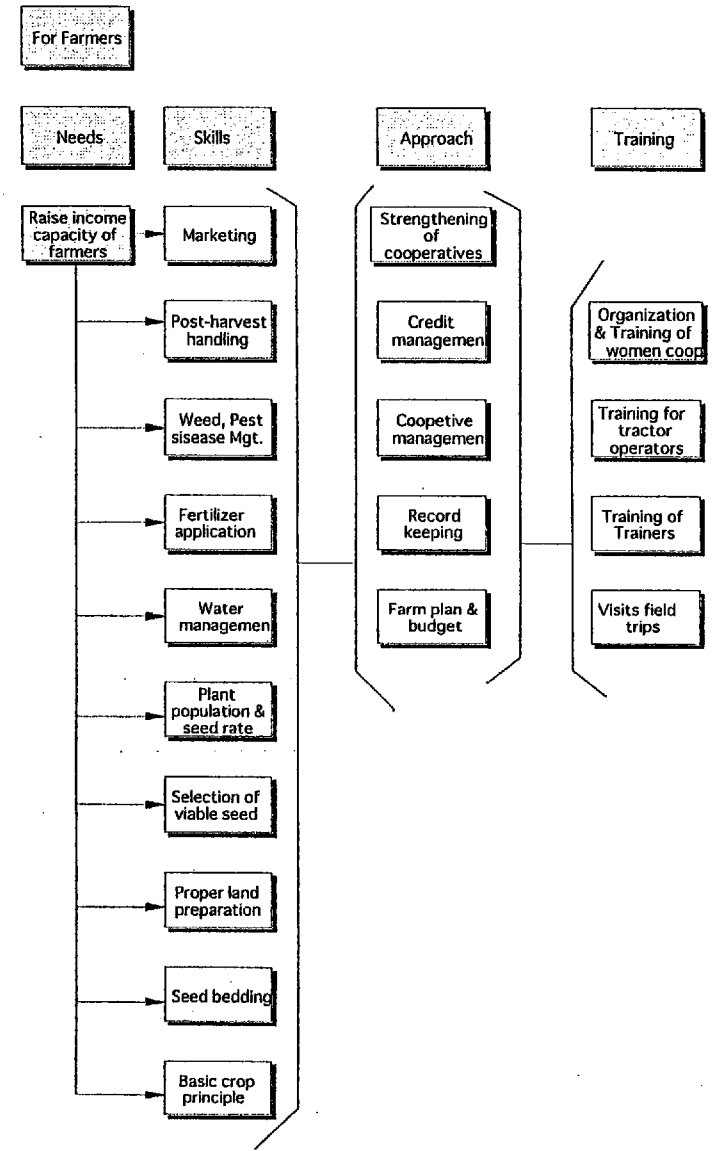 For Farmers
Needs
Skills
Approach
Training
Raise income
capacity of
farmers
Marketing
Post-harvest
handling
Weed, Pest
sisease Mgt.
Fertilizer
application
Water
managemen
Plant
population &
seed rate
Selection of
viable seed
Proper land
preparation
Seed bedding
Basic crop
principle
Strengthening
of
cooperatives
Credit
managemen
Coopetive
managemen
Record
keeping
Farm plan &
budget
Organization
& Training of
women coop
Training for
tractor
operators
Training of
Trainers
Visits field
trips